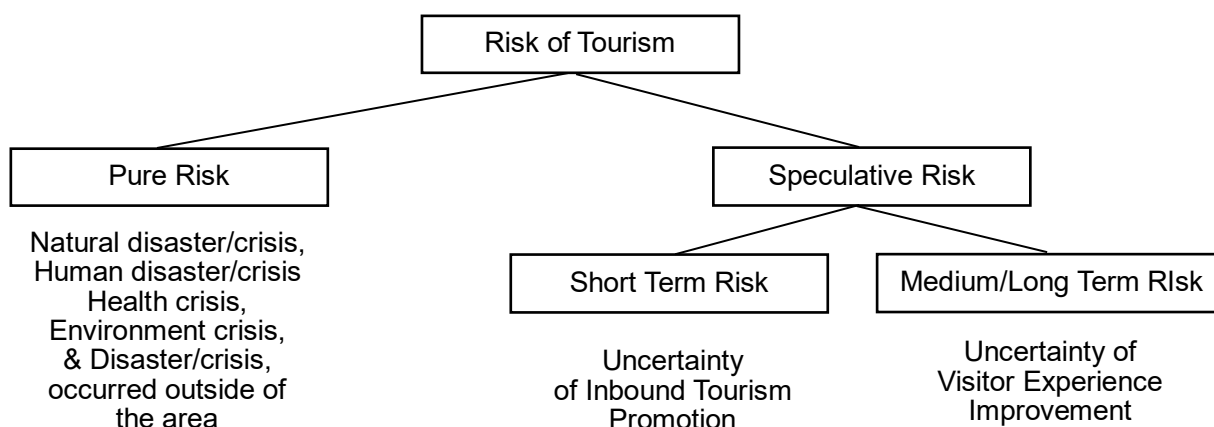 Risk of Tourism
Pure Risk
Natural disaster/crisis,
Human disaster/crisis
Health crisis,
Environment crisis,
& Disaster/crisis,
occurred outside of
the area
Speculative Risk
Short Term Risk
Uncertainty
of Inbound Tourism
Promotion
Medium/Long Term RIsk
Uncertainty of
Visitor Experience
Improvement